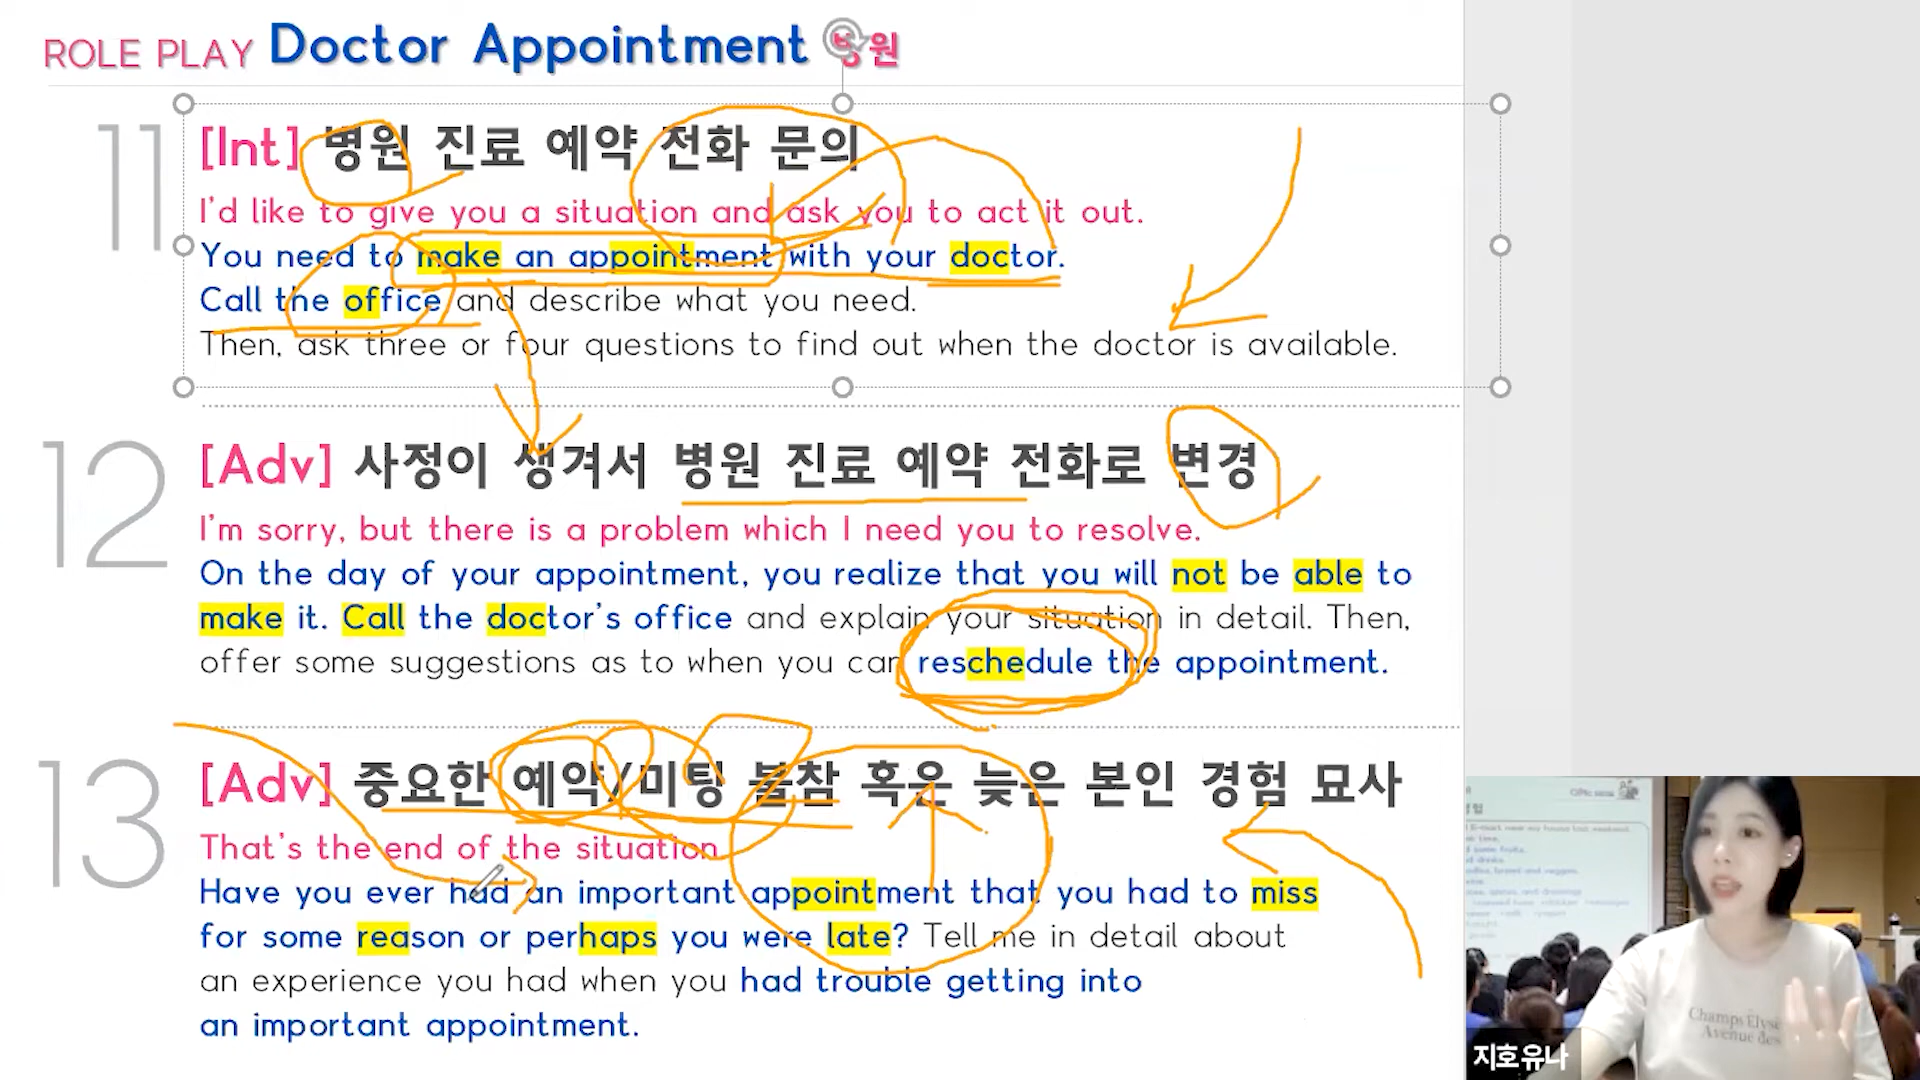 ROLE PLAY Doctor Appointment 병원
11
[Int] 병원 진료 예약 전화 문의
I'd like to give you a situation and ask you to act it out.
You need to make an appointment with your doctor.
Call the office and describe what you need.
Then, ask three or four questions to find out when the doctor is available.
12
[Adv] 사정이 생겨서 병원 진료 예약 전화로 변경
I'm sorry, but there is a problem which I need you to resolve.
On the day of your appointment, you realize that you will not be able to
make it. Call the doctor's office and explain your situation in detail. Then,
offer some suggestions as to when you can reschedule the appointment.
13
[Adv] 중요한 예약/미팅 불참 혹은 늦은 본인 경험 묘사
That's the end of the situation
Have you ever had an important appointment that you had to miss
for some reason or perhaps you were late? Tell me in detail about
an experience you had when you had trouble getting into
an important appointment.
Champs Elyse
Avenue des
지호유나